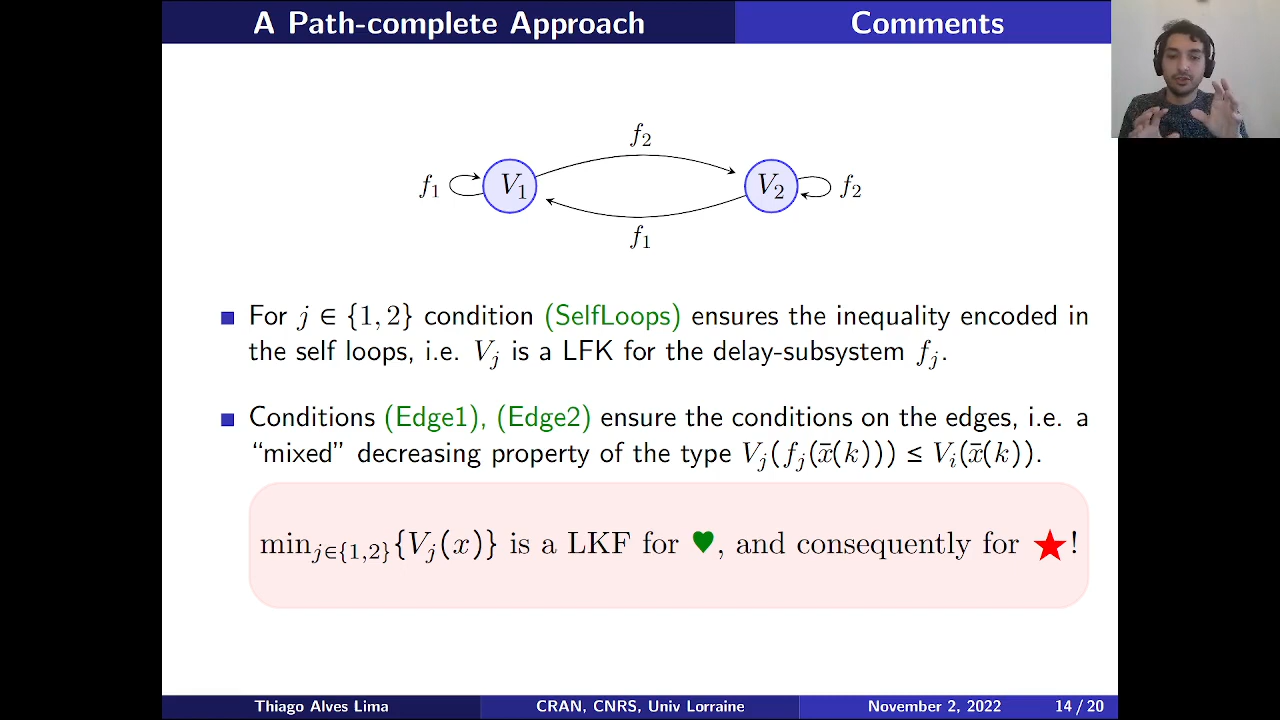 A Path-complete Approach
Comments
f₂
f₁ V₁ V₂ f₂
f₁
For j ∈ {1, 2} condition (SelfLoops) ensures the inequality encoded in
the self loops, i.e. Vⱼ is a LFK for the delay-subsystem fⱼ.
Conditions (Edge1), (Edge2) ensure the conditions on the edges, i.e. a
“mixed” decreasing property of the type Vⱼ(fⱼ(x̄(k))) ≤ Vᵢ(x̄(k)).
min_{j∈{1,2}}{Vⱼ(x)} is a LKF for ♥, and consequently for ★!
Thiago Alves Lima
CRAN, CNRS, Univ Lorraine
November 2, 2022
14 / 20